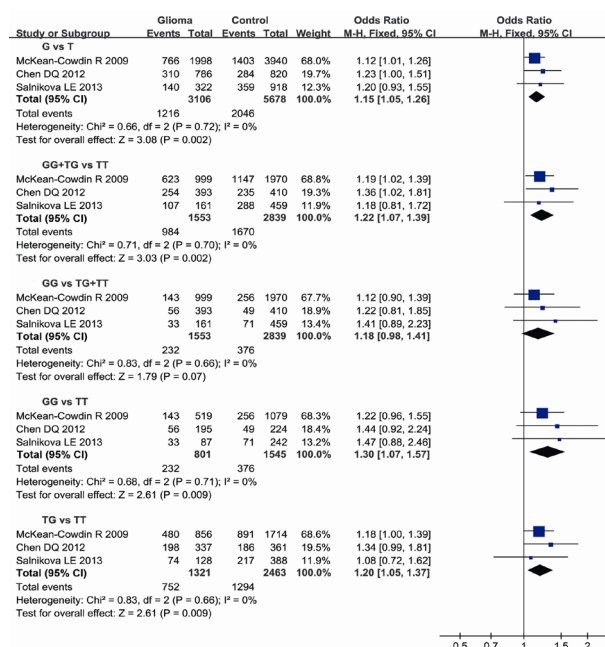 Glioma Control Odds Ratio Odds Ratio
Study or Subgroup Events Total Events Total Weight M-H, Fixed, 95% CI M-H, Fixed, 95% CI
G vs T
McKean-Cowdin R 2009 766 1998 1403 3940 68.0% 1.12 [1.01, 1.26]
Chen DQ 2012 310 786 284 820 19.7% 1.23 [1.00, 1.51]
Salnikova LE 2013 140 322 359 918 12.3% 1.20 [0.93, 1.55]
Total (95% CI) 3106 5678 100.0% 1.15 [1.05, 1.26]
Total events 1216 2046
Heterogeneity: Chi² = 0.66, df = 2 (P = 0.72); I² = 0%
Test for overall effect: Z = 3.08 (P = 0.002)
GG+TG vs TT
McKean-Cowdin R 2009 623 999 1147 1970 68.8% 1.19 [1.02, 1.39]
Chen DQ 2012 254 393 235 410 19.3% 1.36 [1.02, 1.81]
Salnikova LE 2013 107 161 288 459 11.9% 1.18 [0.81, 1.72]
Total (95% CI) 1553 2839 100.0% 1.22 [1.07, 1.39]
Total events 984 1670
Heterogeneity: Chi² = 0.71, df = 2 (P = 0.70); I² = 0%
Test for overall effect: Z = 3.03 (P = 0.002)
GG vs TG+TT
McKean-Cowdin R 2009 143 999 256 1970 67.7% 1.12 [0.90, 1.39]
Chen DQ 2012 56 393 49 410 18.9% 1.22 [0.81, 1.85]
Salnikova LE 2013 33 161 71 459 13.4% 1.41 [0.89, 2.23]
Total (95% CI) 1553 2839 100.0% 1.18 [0.98, 1.41]
Total events 232 376
Heterogeneity: Chi² = 0.83, df = 2 (P = 0.66); I² = 0%
Test for overall effect: Z = 1.79 (P = 0.07)
GG vs TT
McKean-Cowdin R 2009 143 519 256 1079 68.3% 1.22 [0.96, 1.55]
Chen DQ 2012 56 195 49 224 18.4% 1.44 [0.92, 2.24]
Salnikova LE 2013 33 87 71 242 13.2% 1.47 [0.88, 2.46]
Total (95% CI) 801 1545 100.0% 1.30 [1.07, 1.57]
Total events 232 376
Heterogeneity: Chi² = 0.68, df = 2 (P = 0.71); I² = 0%
Test for overall effect: Z = 2.61 (P = 0.009)
TG vs TT
McKean-Cowdin R 2009 480 856 891 1714 68.6% 1.18 [1.00, 1.39]
Chen DQ 2012 198 337 186 361 19.5% 1.34 [0.99, 1.81]
Salnikova LE 2013 74 128 217 388 11.9% 1.08 [0.72, 1.62]
Total (95% CI) 1321 2463 100.0% 1.20 [1.05, 1.37]
Total events 752 1294
Heterogeneity: Chi² = 0.83, df = 2 (P = 0.66); I² = 0%
Test for overall effect: Z = 2.61 (P = 0.009)
0.5 0.7 1 1.5 2